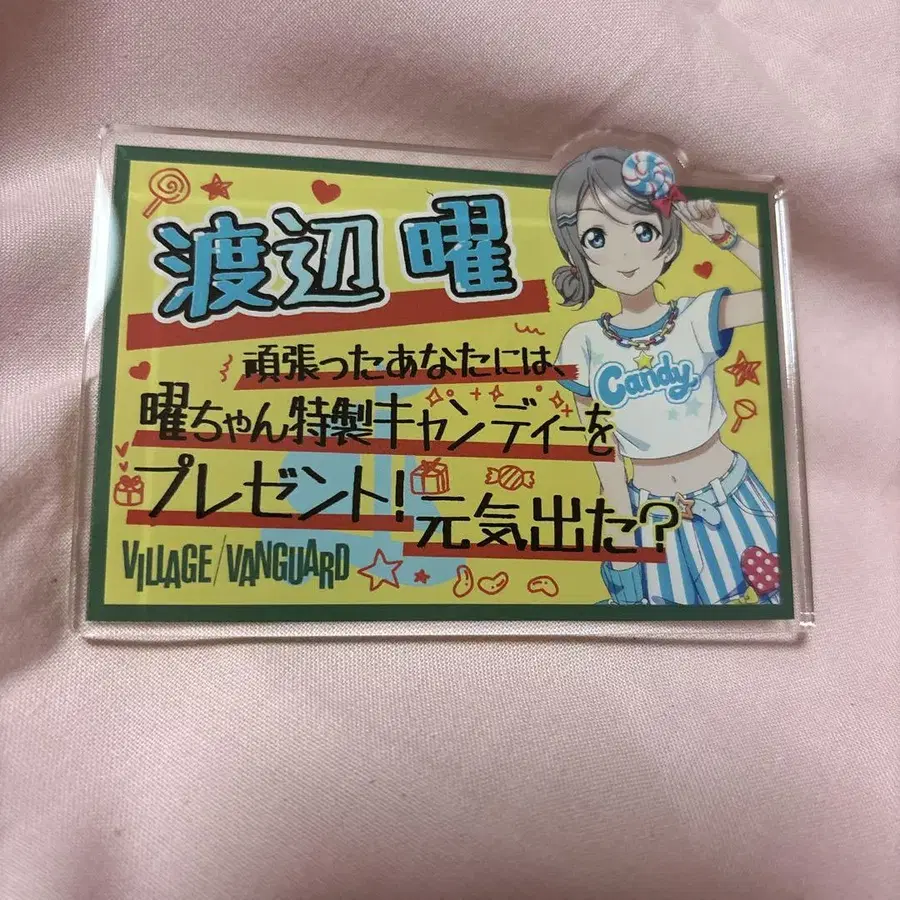 渡辺 曜
頑張ったあなたには、
曜ちゃん特製キャンディーを
プレゼント! 元気出た?
VILLAGE/VANGUARD
Candy